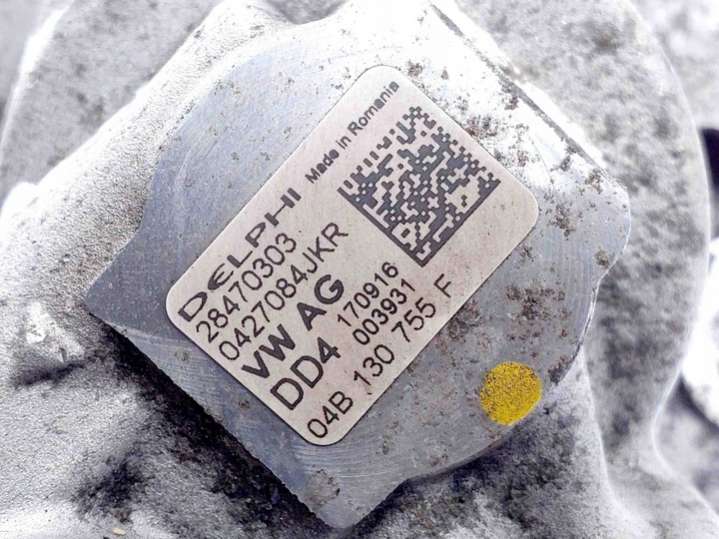 DELPHI Made in Romania
28470303
0427084JKR
VW AG
DD4 170916
003931
04B 130 755 F